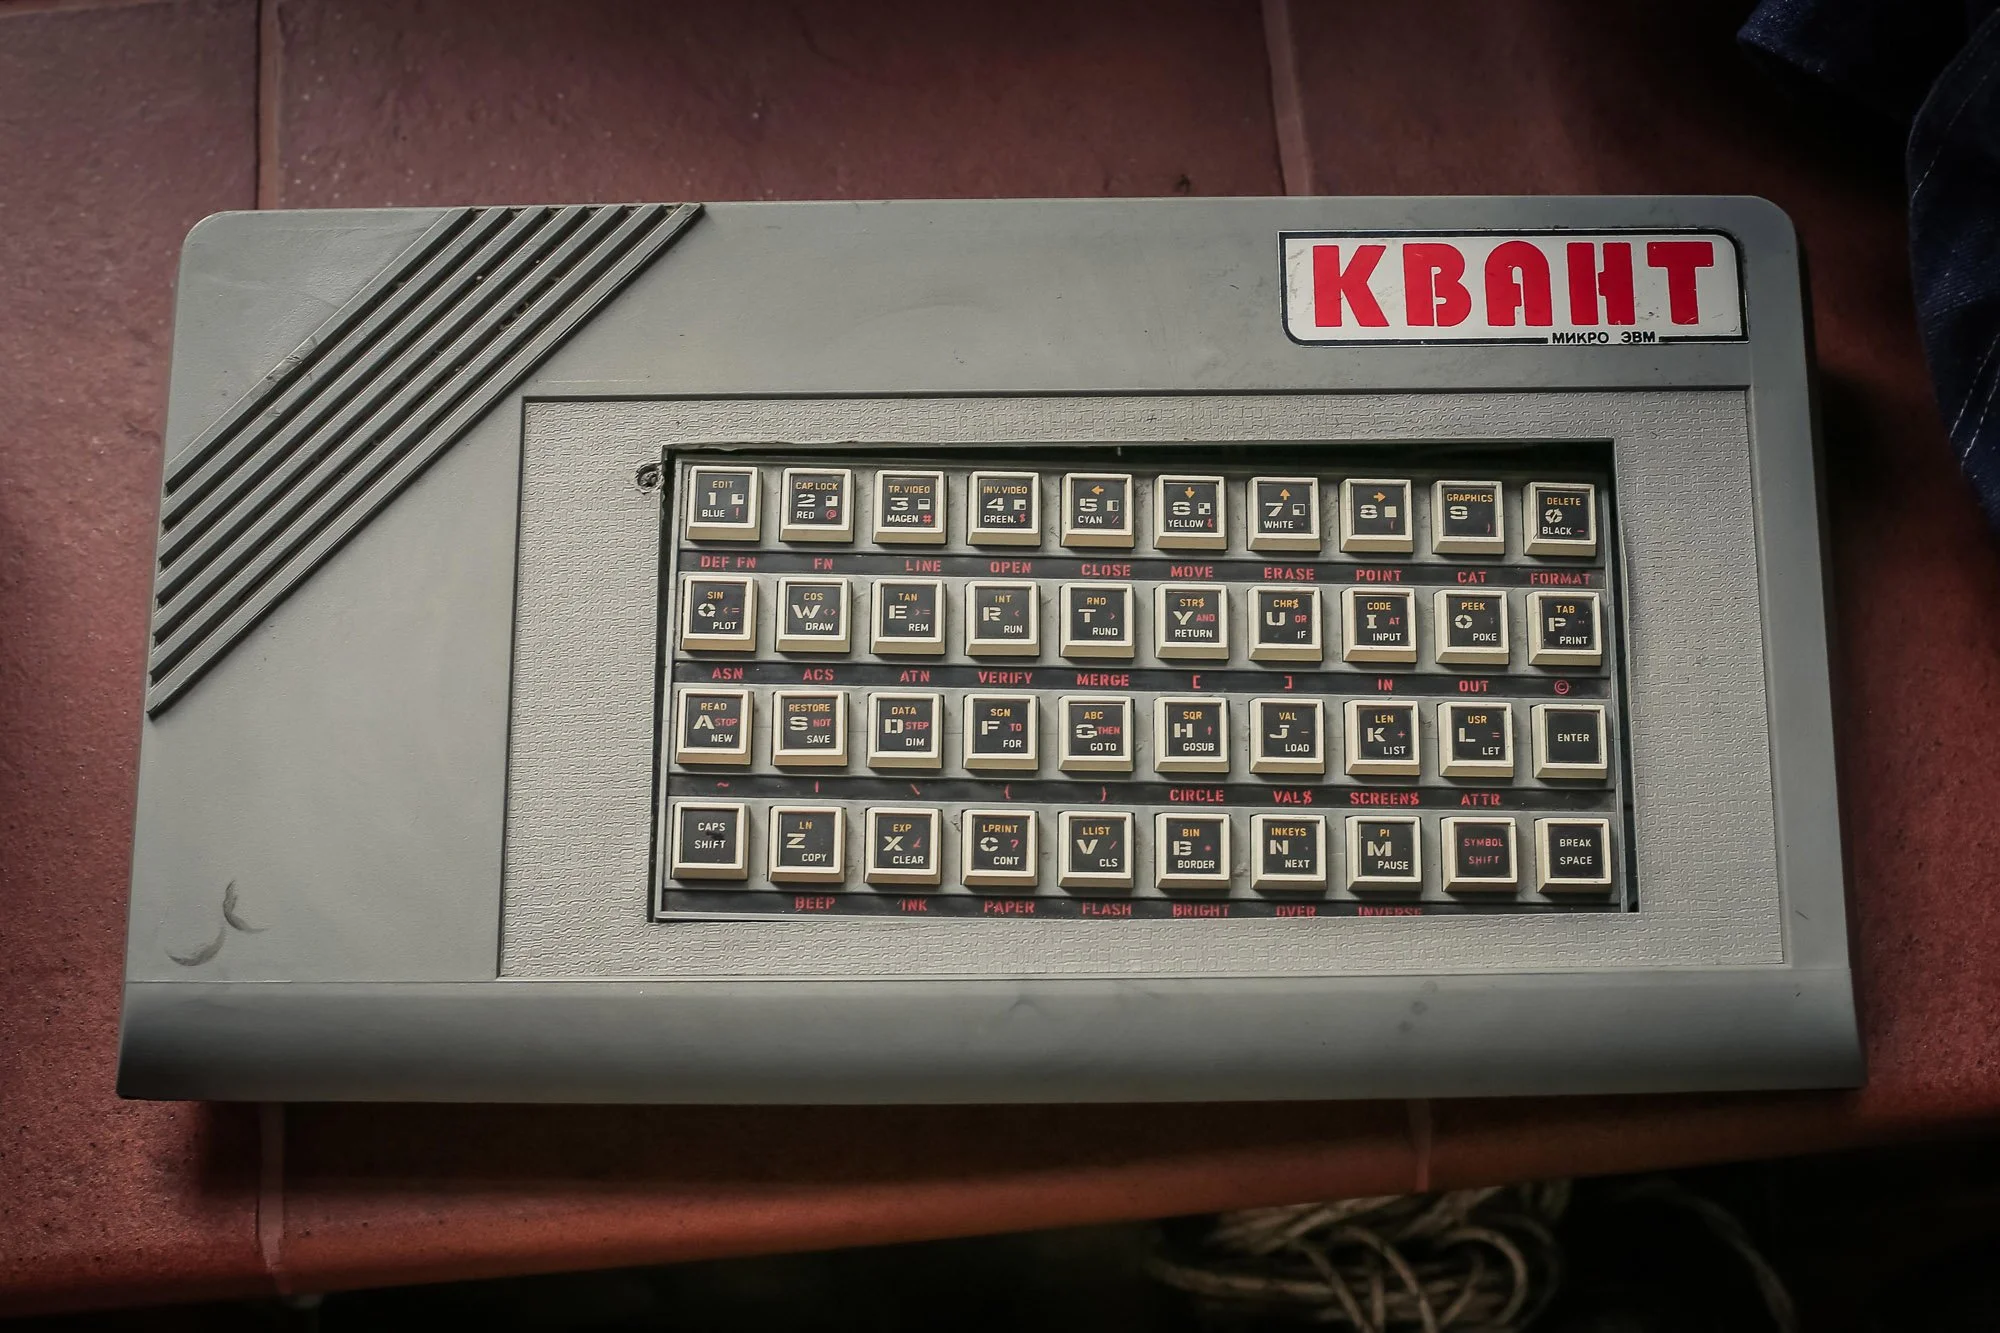 КВАНТ
МИКРО ЭВМ
EDIT CAP.LOCK TR.VIDEO INV.VIDEO ← ↓ ↑ → GRAPHICS DELETE
1 2 3 4 5 6 7 8 9 0
BLUE ! RED @ MAGEN # GREEN. $ CYAN % YELLOW & WHITE ' ( ) BLACK _
DEF FN FN LINE OPEN CLOSE MOVE ERASE POINT CAT FORMAT
SIN COS TAN INT RND STR$ CHR$ CODE PEEK TAB
Q <= W <> E >= R < T > Y AND U OR I AT O ; P "
PLOT DRAW REM RUN RUND RETURN IF INPUT POKE PRINT
ASN ACS ATN VERIFY MERGE [ ] IN OUT ©
READ RESTORE DATA SGN ABC SQR VAL LEN USR
A STOP S NOT D STEP F TO G THEN H ↑ J - K + L = ENTER
NEW SAVE DIM FOR GOTO GOSUB LOAD LIST LET
~ | \ { } CIRCLE VAL$ SCREEN$ ATTR
CAPS LN EXP LPRINT LLIST BIN INKEYS PI SYMBOL BREAK
SHIFT Z X C ? V / B * N M SHIFT SPACE
COPY CLEAR CONT CLS BORDER NEXT PAUSE
BEEP INK PAPER FLASH BRIGHT OVER INVERSE